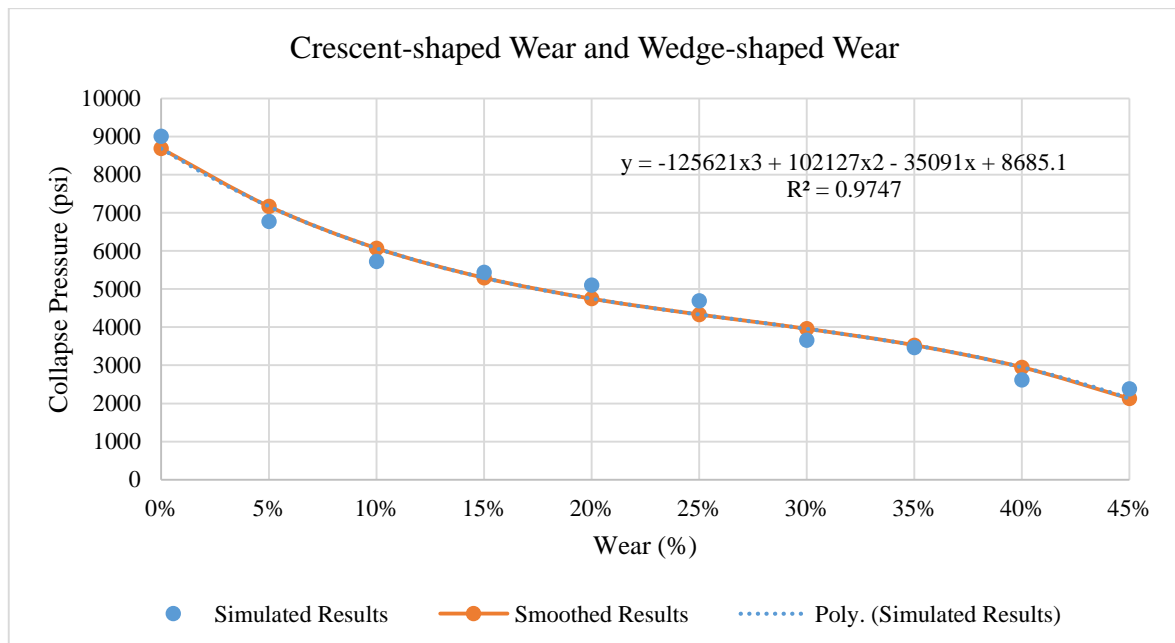 Crescent-shaped Wear and Wedge-shaped Wear
10000
9000
8000
7000
6000
5000
4000
3000
2000
1000
0
Collapse Pressure (psi)
y = -125621x3 + 102127x2 - 35091x + 8685.1
R² = 0.9747
0% 5% 10% 15% 20% 25% 30% 35% 40% 45%
Wear (%)
Simulated Results Smoothed Results Poly. (Simulated Results)